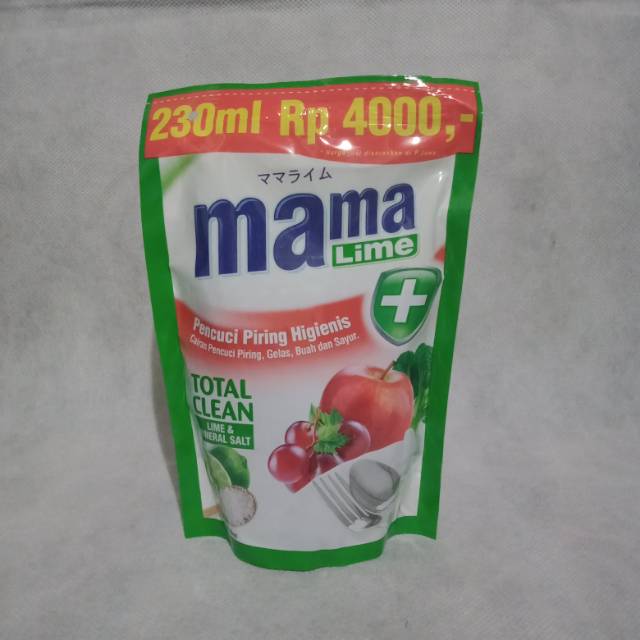 230ml Rp 4000,-
ママライム
mama
Lime
Pencuci Piring Higienis
Cairan Pencuci Piring, Gelas, Buah dan Sayur.
TOTAL
CLEAN
LIME &
MINERAL SALT